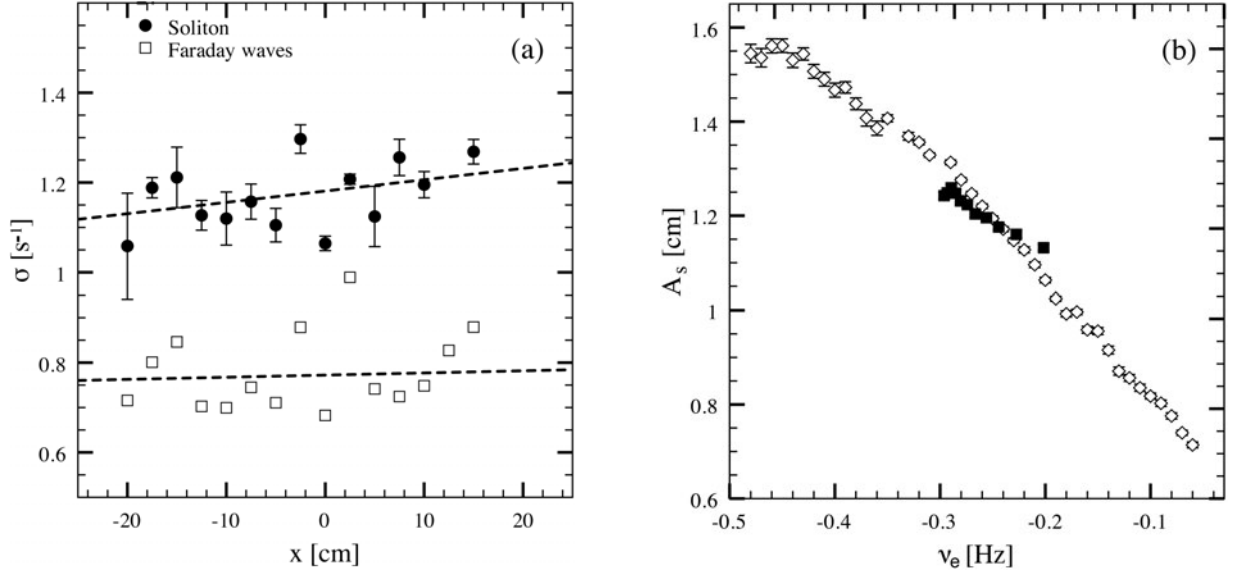 Soliton
Faraday waves
(a)
1.4
1.2
1
0.8
0.6
σ [s⁻¹]
-20
-10
0
10
20
x [cm]
(b)
1.6
1.4
1.2
1
0.8
0.6
A s [cm]
-0.5
-0.4
-0.3
-0.2
-0.1
νe [Hz]